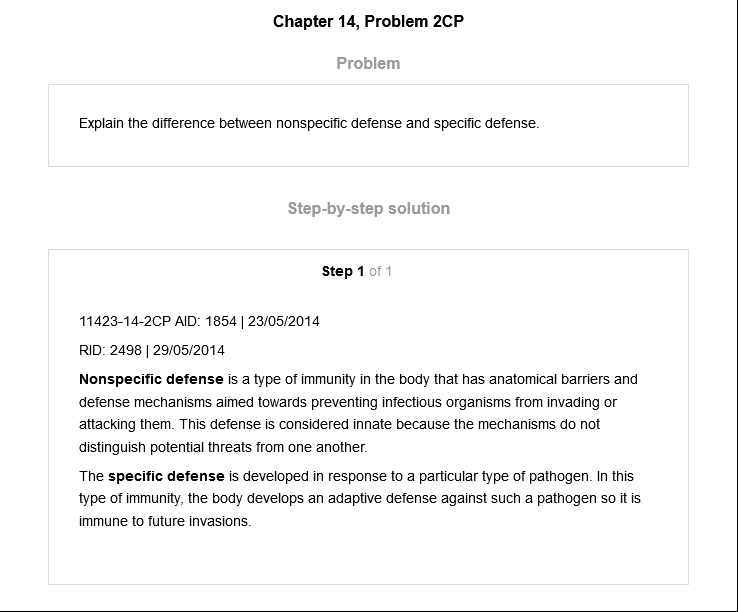 Chapter 14, Problem 2CP
Problem
Explain the difference between nonspecific defense and specific defense.
Step-by-step solution
Step 1 of 1
11423-14-2CP AID: 1854 | 23/05/2014
RID: 2498 | 29/05/2014
Nonspecific defense is a type of immunity in the body that has anatomical barriers and
defense mechanisms aimed towards preventing infectious organisms from invading or
attacking them. This defense is considered innate because the mechanisms do not
distinguish potential threats from one another.
The specific defense is developed in response to a particular type of pathogen. In this
type of immunity, the body develops an adaptive defense against such a pathogen so it is
immune to future invasions.